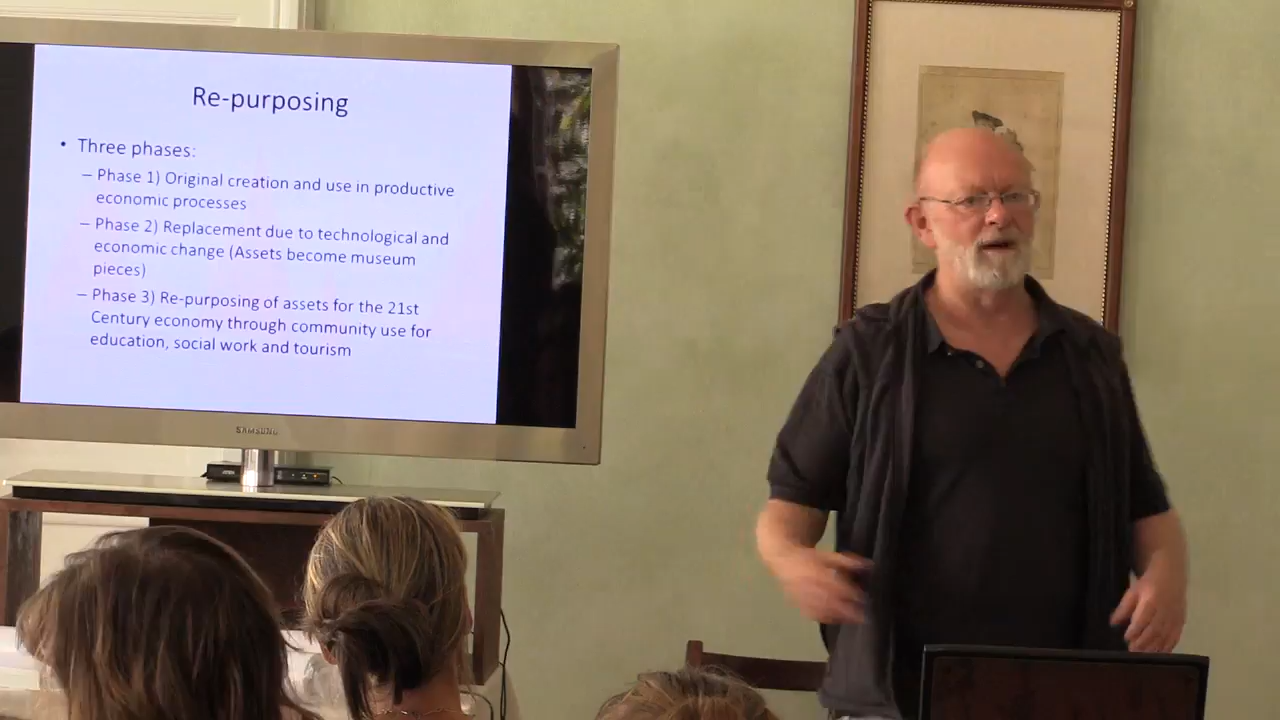 Re-purposing
• Three phases:
– Phase 1) Original creation and use in productive
economic processes
– Phase 2) Replacement due to technological and
economic change (Assets become museum
pieces)
– Phase 3) Re-purposing of assets for the 21st
Century economy through community use for
education, social work and tourism
SAMSUNG